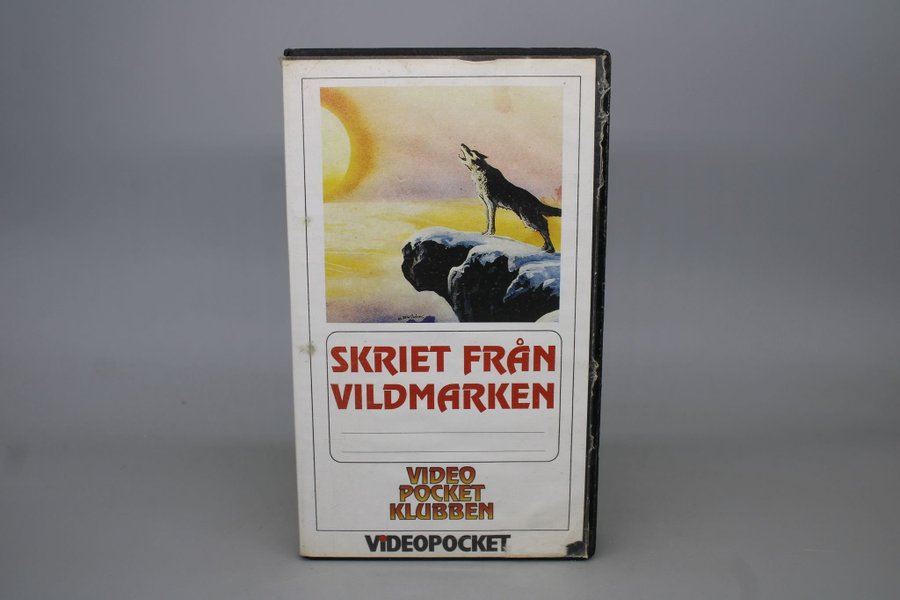 SKRIET FRÅN
VILDMARKEN
VIDEO
POCKET
KLUBBEN
VIDEOPOCKET